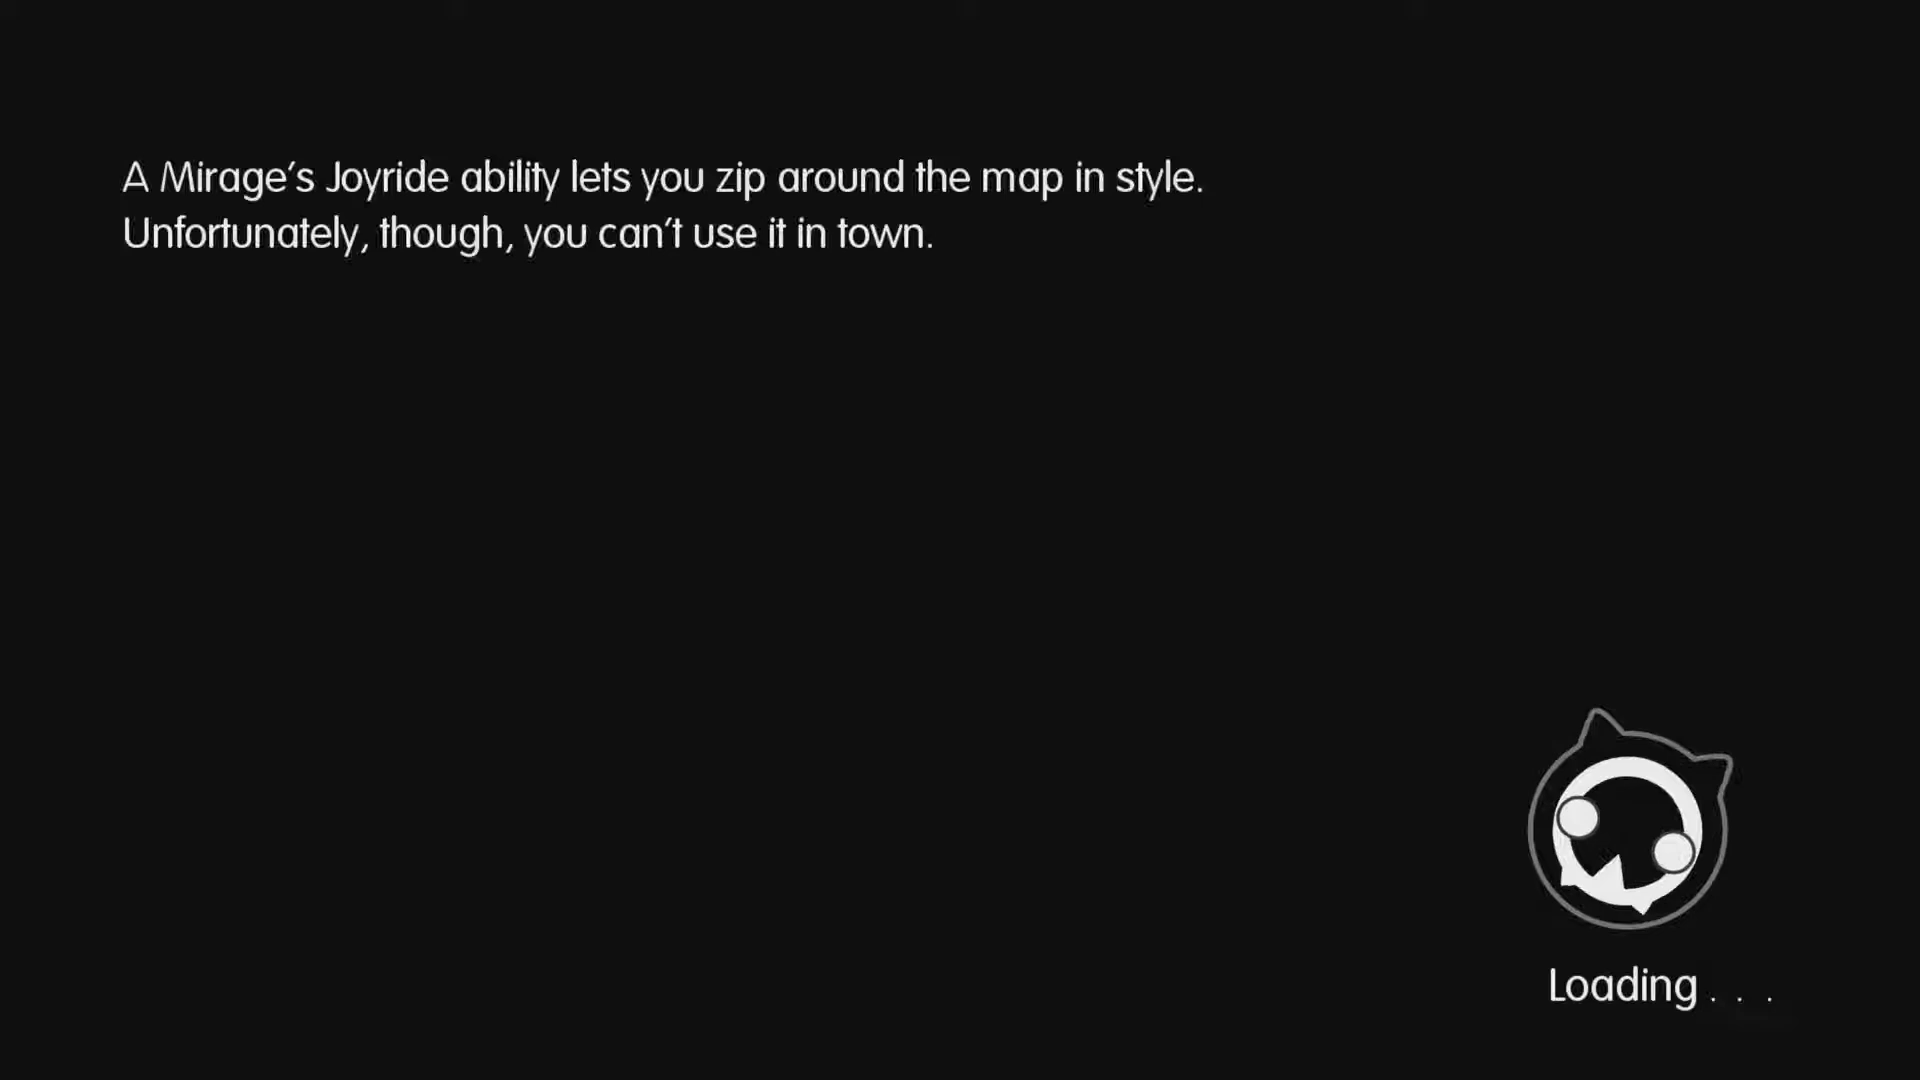 A Mirage's Joyride ability lets you zip around the map in style.
Unfortunately, though, you can't use it in town.
Loading . . .